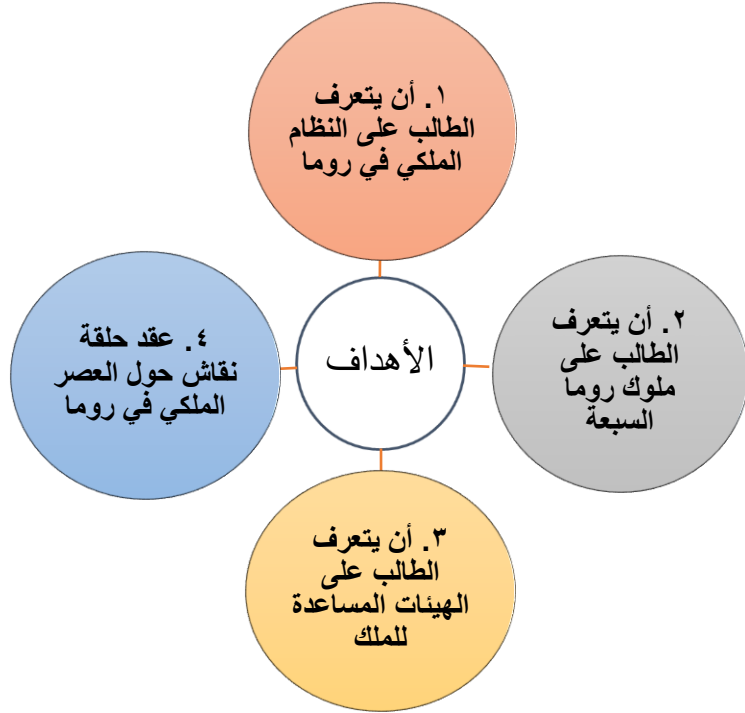 ١. أن يتعرف
الطالب على النظام
الملكي في روما
٢. أن يتعرف
الطالب على
ملوك روما
السبعة
الأهداف
٤. عقد حلقة
نقاش حول العصر
الملكي في روما
٣. أن يتعرف
الطالب على
الهيئات المساعدة
للملك